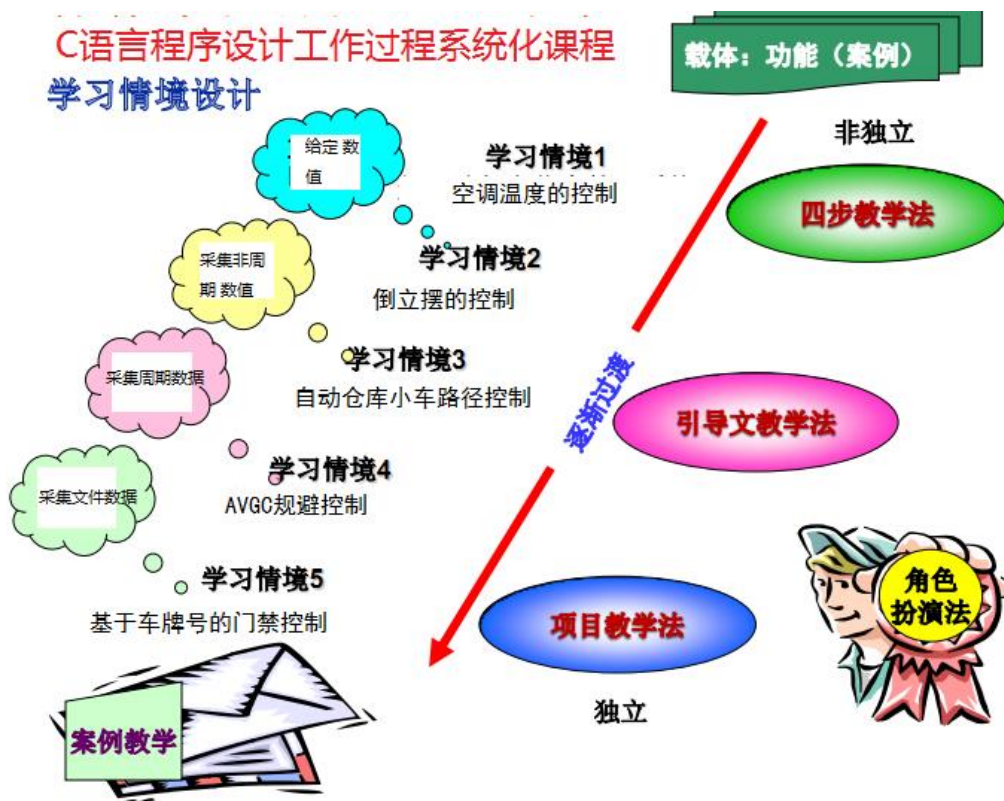 C语言程序设计工作过程系统化课程
学习情境设计
载体：功能（案例）
非独立
给定 数
值
学习情境1
空调温度的控制
四步教学法
采集非周
期 数值
学习情境2
倒立摆的控制
采集周期数据
学习情境3
自动仓库小车路径控制
逐渐过渡
引导文教学法
采集文件数据
学习情境4
AVGC规避控制
学习情境5
基于车牌号的门禁控制
项目教学法
角色
扮演法
独立
案例教学